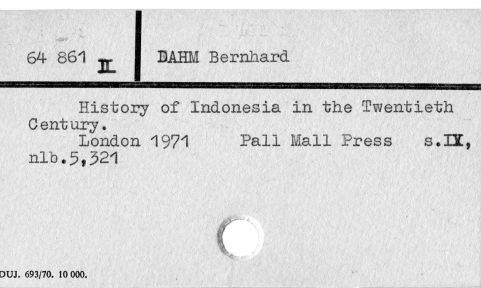 64 861 II DAHM Bernhard
History of Indonesia in the Twentieth
Century.
London 1971 Pall Mall Press s.IX,
nlb.5,321
DUJ. 693/70. 10 000.